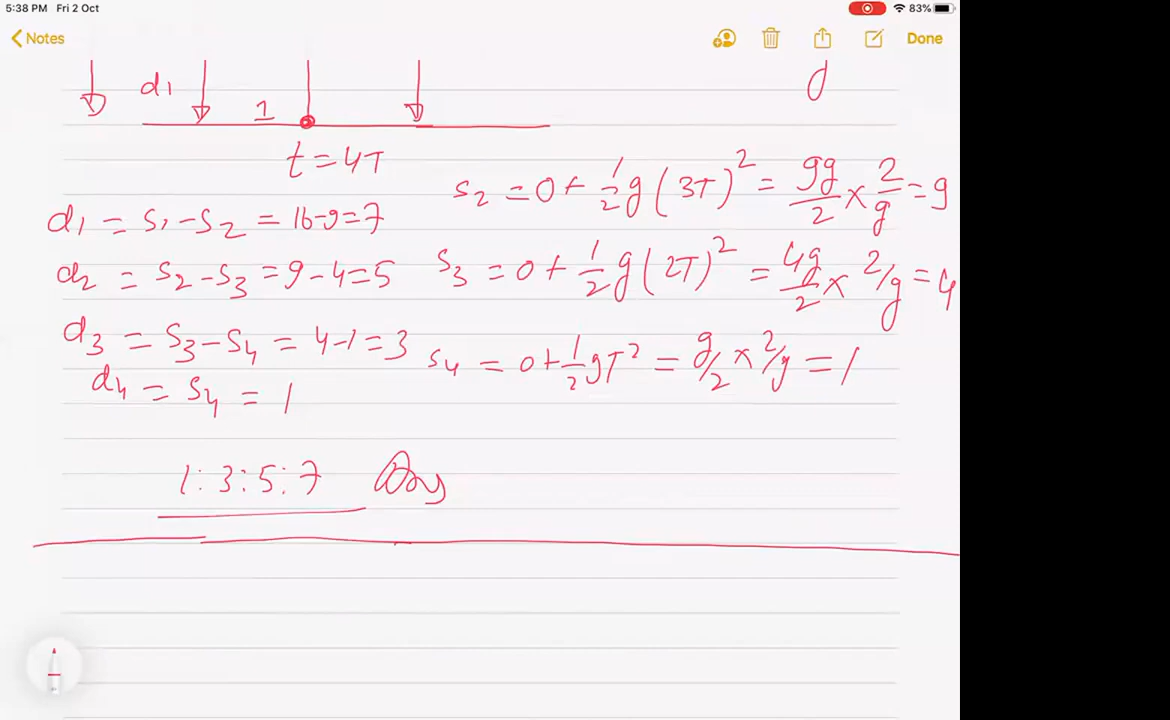 5:38 PM Fri 2 Oct 83%
Notes Done
d1 1
t = 4T
s2 = 0 + 1/2 g (3T)^2 = 9g/2 × 2/g = 9
d1 = s1 - s2 = 16-9 = 7
d2 = s2 - s3 = 9 - 4 = 5 s3 = 0 + 1/2 g (2T)^2 = 4g/2 × 2/g = 4
d3 = s3 - s4 = 4 - 1 = 3 s4 = 0 + 1/2 gT^2 = g/2 × 2/g = 1
d4 = s4 = 1
1:3:5:7 Ans